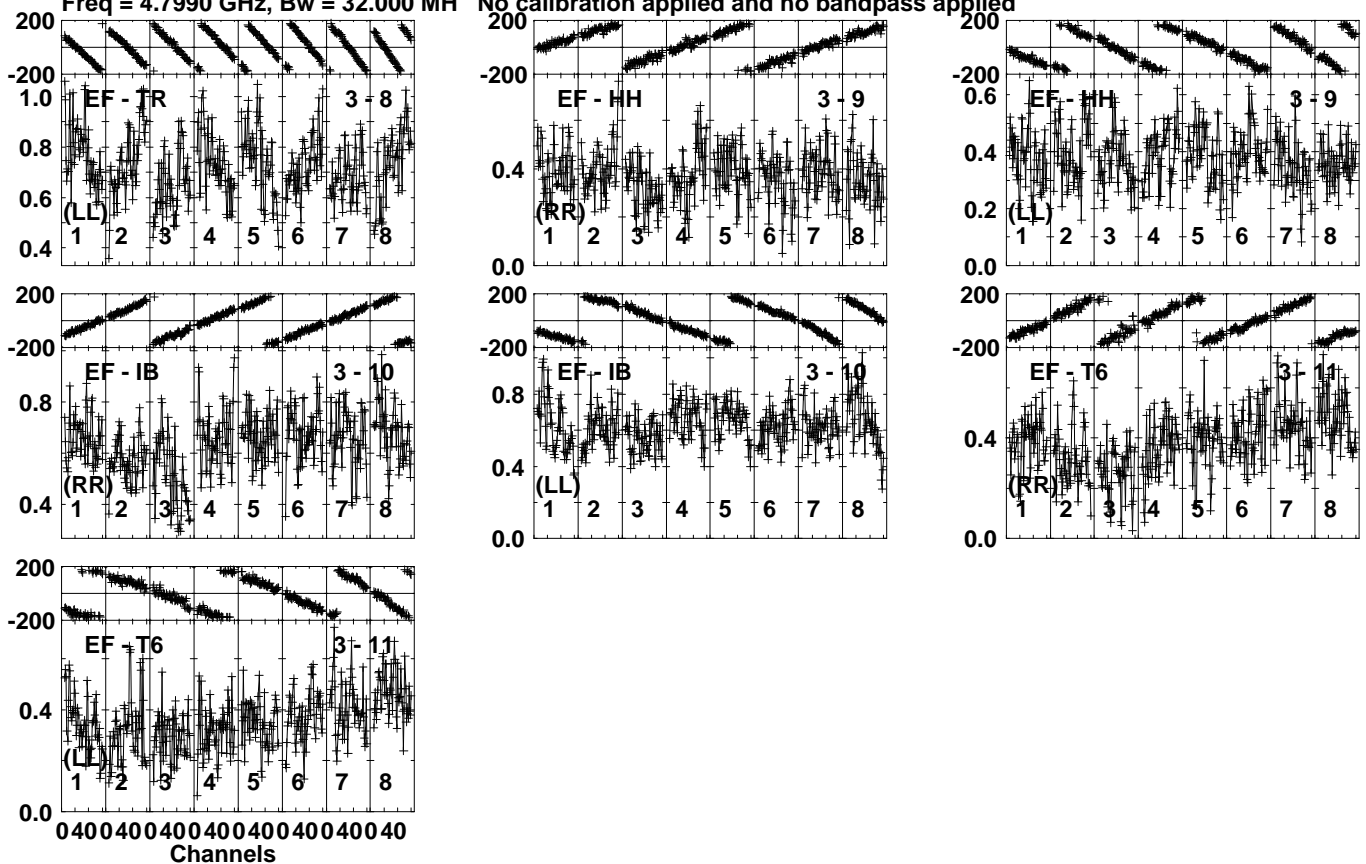 Freq = 4.7990 GHz, Bw = 32.000 MH No calibration applied and no bandpass applied
200
-200
1.0
0.8
0.6
0.4
EF - TR 3 - 8
(LL)
1 2 3 4 5 6 7 8
200
-200
0.4
0.0
EF - HH 3 - 9
(RR)
1 2 3 4 5 6 7 8
200
-200
0.6
0.4
0.2
0.0
EF - HH 3 - 9
(LL)
1 2 3 4 5 6 7 8
200
-200
0.8
0.4
EF - IB 3 - 10
(RR)
1 2 3 4 5 6 7 8
200
-200
0.8
0.4
0.0
EF - IB 3 - 10
(LL)
1 2 3 4 5 6 7 8
200
-200
0.4
0.0
EF - T6 3 - 11
(RR)
1 2 3 4 5 6 7 8
200
-200
0.4
0.0
EF - T6 3 - 11
(LL)
1 2 3 4 5 6 7 8
0 40 0 40 0 40 0 40 0 40 0 40 0 40 0 40
Channels